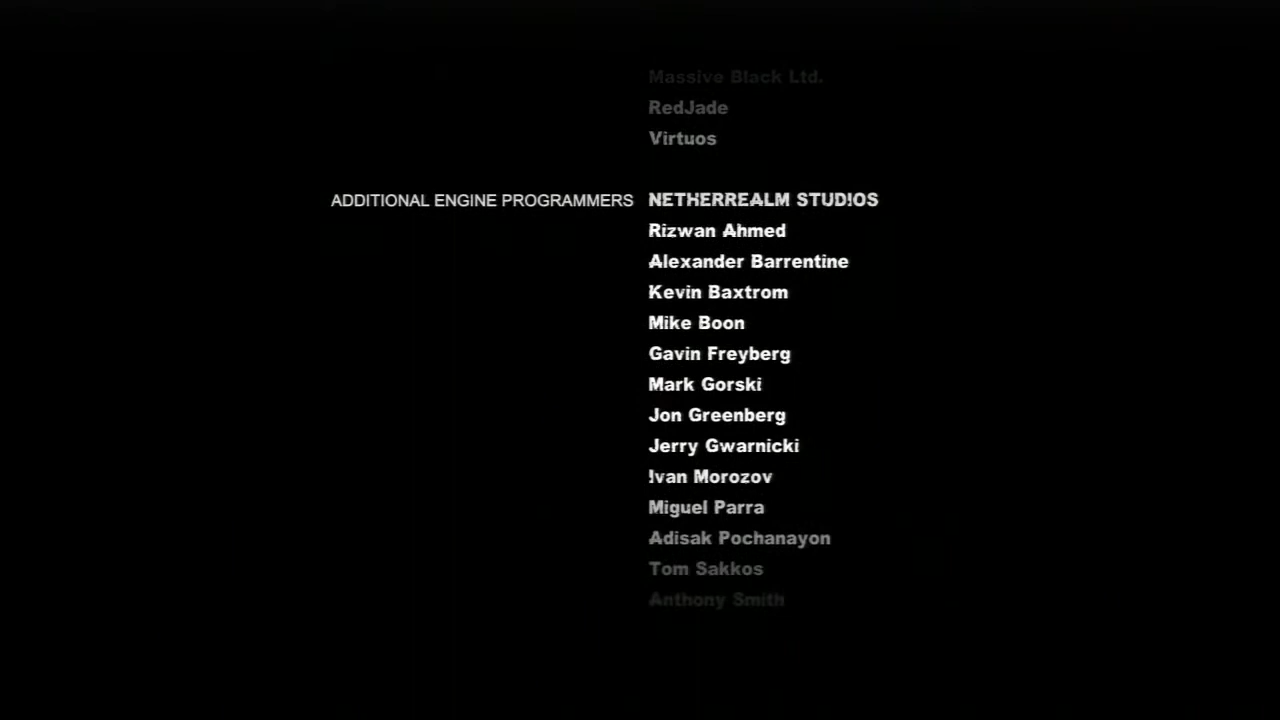 Massive Black Ltd.
RedJade
Virtuos
ADDITIONAL ENGINE PROGRAMMERS NETHERREALM STUDIOS
Rizwan Ahmed
Alexander Barrentine
Kevin Baxtrom
Mike Boon
Gavin Freyberg
Mark Gorski
Jon Greenberg
Jerry Gwarnicki
Ivan Morozov
Miguel Parra
Adisak Pochanayon
Tom Sakkos
Anthony Smith